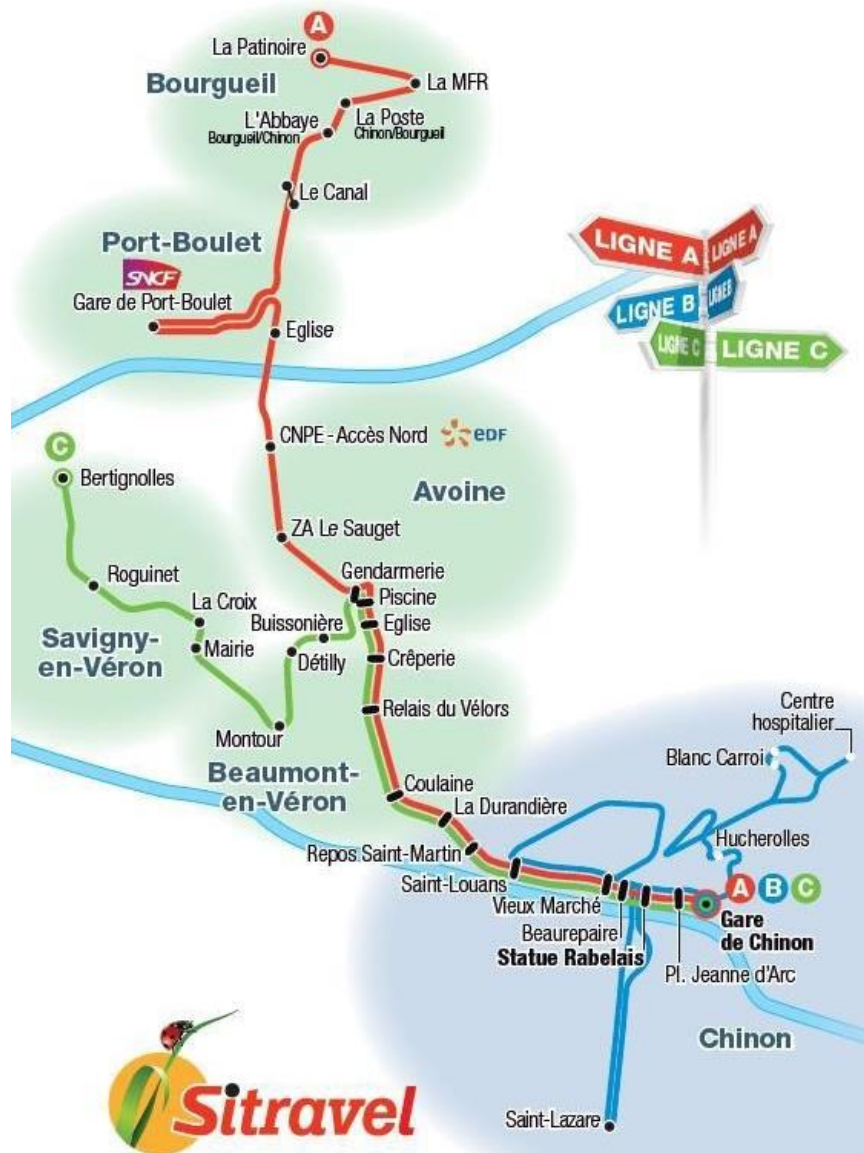 A
La Patinoire
Bourgueil
La MFR
L'Abbaye
Bourgueil/Chinon
La Poste
Chinon/Bourgueil
Le Canal
Port-Boulet
SNCF
Gare de Port-Boulet
Eglise
LIGNE A
LIGNE A
LIGNE B
LIGNE B
LIGNE C
LIGNE C
CNPE - Accès Nord
eDF
C
Bertignolles
Avoine
ZA Le Sauget
Gendarmerie
Roguinet
Piscine
La Croix
Buissonière
Eglise
Savigny-
en-Véron
Mairie
Détilly
Crêperie
Relais du Vélors
Montour
Centre
hospitalier
Blanc Carroi
Beaumont-
en-Véron
Coulaine
La Durandière
Hucherolles
Repos Saint-Martin
Saint-Louans
A B C
Vieux Marché
Gare
de Chinon
Beaurepaire
Statue Rabelais
Pl. Jeanne d'Arc
Chinon
Sitravel
Saint-Lazare